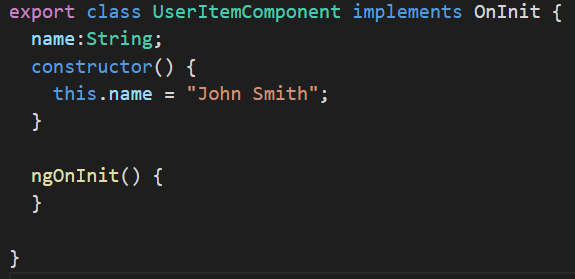 export class UserItemComponent implements OnInit {
name:String;
constructor() {
this.name = "John Smith";
}
ngOnInit() {
}
}